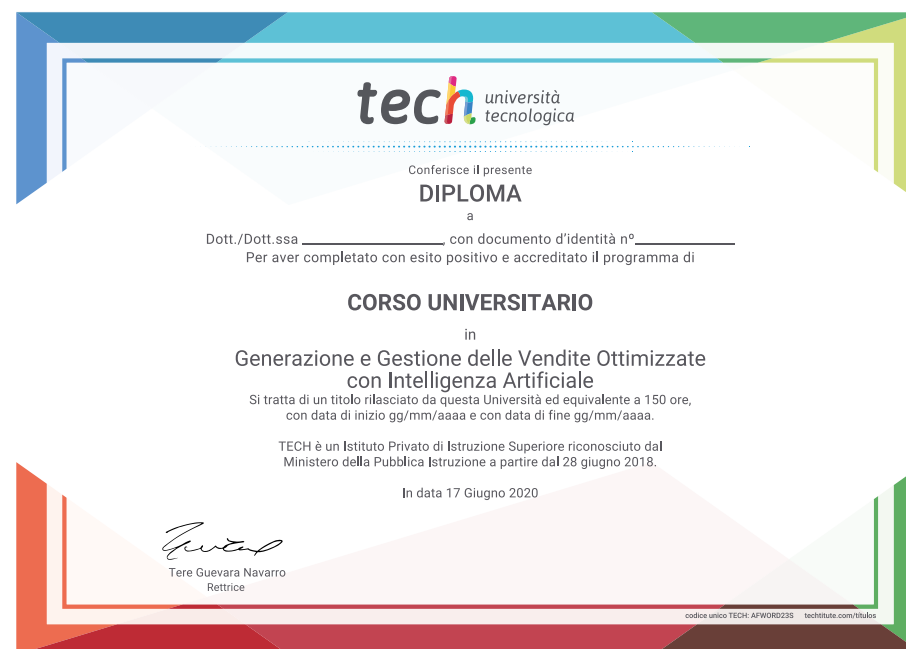 tech università
tecnologica
Conferisce il presente
DIPLOMA
a
Dott./Dott.ssa ____________________, con documento d'identità nº______________
Per aver completato con esito positivo e accreditato il programma di
CORSO UNIVERSITARIO
in
Generazione e Gestione delle Vendite Ottimizzate
con Intelligenza Artificiale
Si tratta di un titolo rilasciato da questa Università ed equivalente a 150 ore,
con data di inizio gg/mm/aaaa e con data di fine gg/mm/aaaa.
TECH è un Istituto Privato di Istruzione Superiore riconosciuto dal
Ministero della Pubblica Istruzione a partire dal 28 giugno 2018.
In data 17 Giugno 2020
Tere Guevara Navarro
Rettrice
codice unico TECH: AFWORD23S techtitute.com/títulos